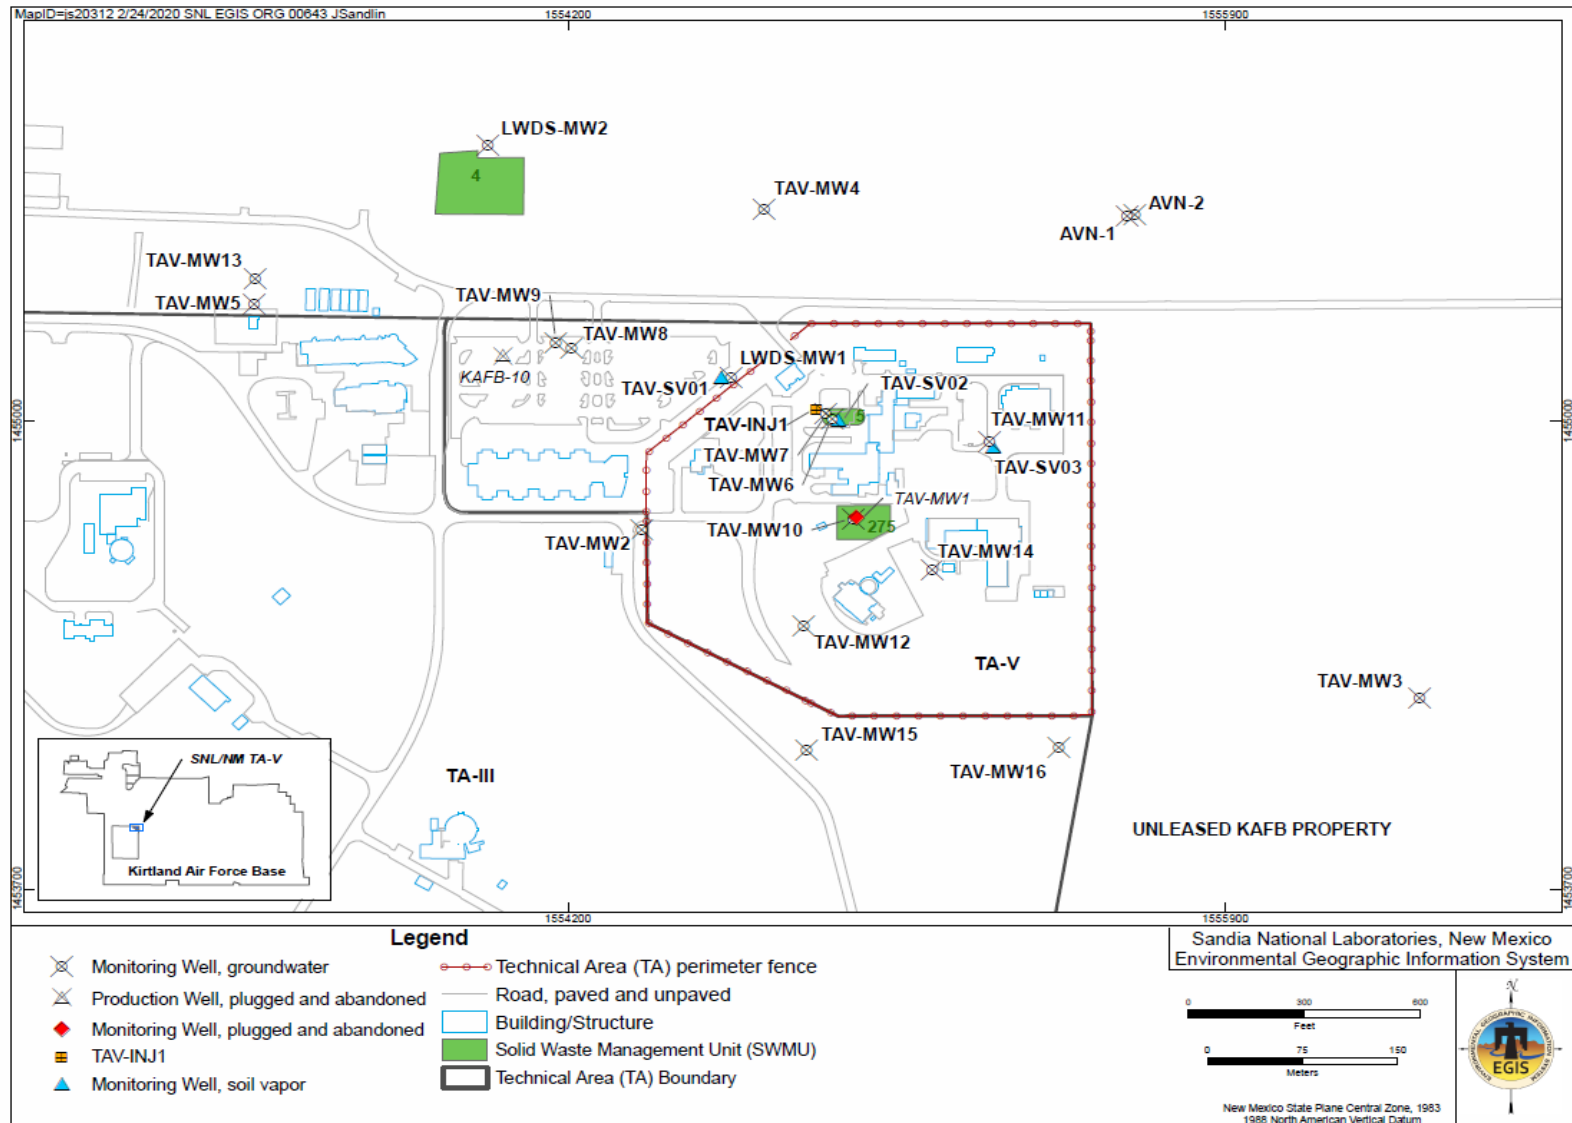 MapID=js20312 2/24/2020 SNL EGIS ORG 00643 JSandlin
1554200
1555900
LWDS-MW2
4
TAV-MW4
AVN-2
AVN-1
TAV-MW13
TAV-MW5
TAV-MW9
TAV-MW8
KAFB-10
LWDS-MW1
TAV-SV01
TAV-SV02
5
TAV-INJ1
TAV-MW11
1455000
1455000
TAV-MW7
TAV-SV03
TAV-MW6
TAV-MW1
TAV-MW10
275
TAV-MW2
TAV-MW14
TAV-MW12
TA-V
TAV-MW3
TAV-MW15
TAV-MW16
SNL/NM TA-V
TA-III
UNLEASED KAFB PROPERTY
Kirtland Air Force Base
1453700
1453700
1554200
1555900
Legend
Monitoring Well, groundwater
Production Well, plugged and abandoned
Monitoring Well, plugged and abandoned
TAV-INJ1
Monitoring Well, soil vapor
Technical Area (TA) perimeter fence
Road, paved and unpaved
Building/Structure
Solid Waste Management Unit (SWMU)
Technical Area (TA) Boundary
Sandia National Laboratories, New Mexico
Environmental Geographic Information System
0 300 600
Feet
0 75 150
Meters
New Mexico State Plane Central Zone, 1983
1988 North American Vertical Datum
N
ENVIRONMENTAL GEOGRAPHIC INFORMATION SYSTEM
EGIS